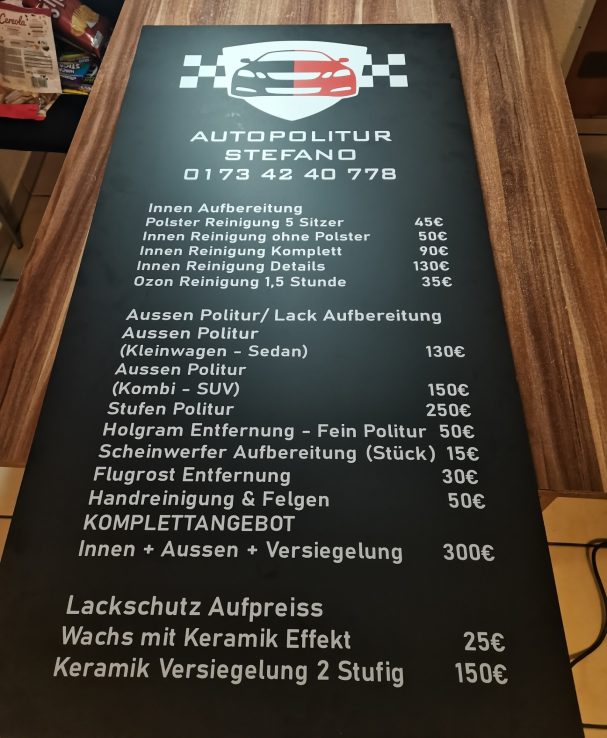 Cereola
AUTOPOLITUR
STEFANO
0173 42 40 778
Innen Aufbereitung
Polster Reinigung 5 Sitzer 45€
Innen Reinigung ohne Polster 50€
Innen Reinigung Komplett 90€
Innen Reinigung Details 130€
Ozon Reinigung 1,5 Stunde 35€
Aussen Politur/ Lack Aufbereitung
Aussen Politur
(Kleinwagen - Sedan) 130€
Aussen Politur
(Kombi - SUV) 150€
Stufen Politur 250€
Holgram Entfernung - Fein Politur 50€
Scheinwerfer Aufbereitung (Stück) 15€
Flugrost Entfernung 30€
Handreinigung & Felgen 50€
KOMPLETTANGEBOT
Innen + Aussen + Versiegelung 300€
Lackschutz Aufpreiss
Wachs mit Keramik Effekt 25€
Keramik Versiegelung 2 Stufig 150€